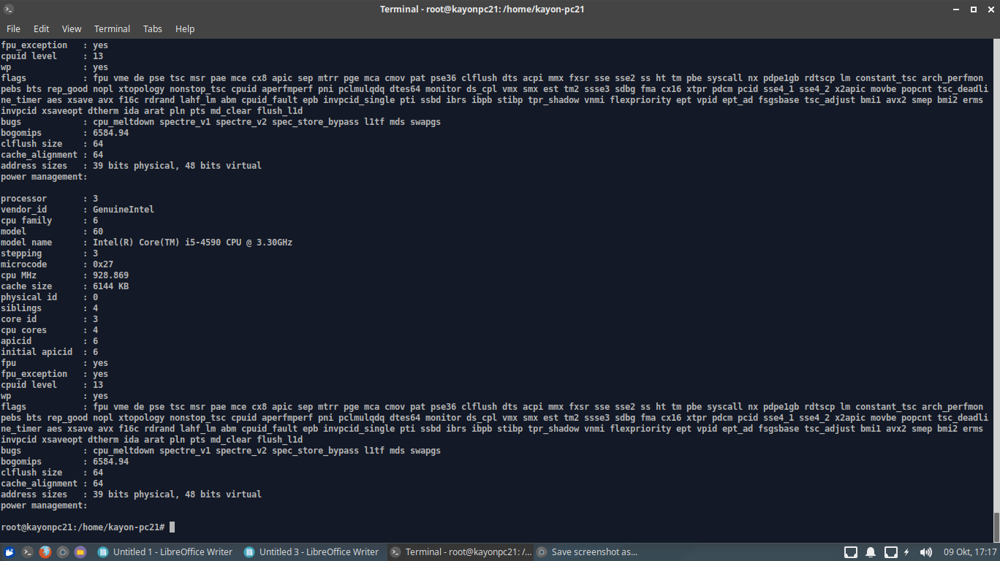 Terminal - root@kayonpc21: /home/kayon-pc21
File Edit View Terminal Tabs Help
fpu_exception : yes
cpuid level : 13
wp : yes
flags : fpu vme de pse tsc msr pae mce cx8 apic sep mtrr pge mca cmov pat pse36 clflush dts acpi mmx fxsr sse sse2 ss ht tm pbe syscall nx pdpe1gb rdtscp lm constant_tsc arch_perfmon
pebs bts rep_good nopl xtopology nonstop_tsc cpuid aperfmperf pni pclmulqdq dtes64 monitor ds_cpl vmx smx est tm2 ssse3 sdbg fma cx16 xtpr pdcm pcid sse4_1 sse4_2 x2apic movbe popcnt tsc_deadli
ne_timer aes xsave avx f16c rdrand lahf_lm abm cpuid_fault epb invpcid_single pti ssbd ibrs ibpb stibp tpr_shadow vnmi flexpriority ept vpid ept_ad fsgsbase tsc_adjust bmi1 avx2 smep bmi2 erms
invpcid xsaveopt dtherm ida arat pln pts md_clear flush_l1d
bugs : cpu_meltdown spectre_v1 spectre_v2 spec_store_bypass l1tf mds swapgs
bogomips : 6584.94
clflush size : 64
cache_alignment : 64
address sizes : 39 bits physical, 48 bits virtual
power management:
processor : 3
vendor_id : GenuineIntel
cpu family : 6
model : 60
model name : Intel(R) Core(TM) i5-4590 CPU @ 3.30GHz
stepping : 3
microcode : 0x27
cpu MHz : 928.869
cache size : 6144 KB
physical id : 0
siblings : 4
core id : 3
cpu cores : 4
apicid : 6
initial apicid : 6
fpu : yes
fpu_exception : yes
cpuid level : 13
wp : yes
flags : fpu vme de pse tsc msr pae mce cx8 apic sep mtrr pge mca cmov pat pse36 clflush dts acpi mmx fxsr sse sse2 ss ht tm pbe syscall nx pdpe1gb rdtscp lm constant_tsc arch_perfmon
pebs bts rep_good nopl xtopology nonstop_tsc cpuid aperfmperf pni pclmulqdq dtes64 monitor ds_cpl vmx smx est tm2 ssse3 sdbg fma cx16 xtpr pdcm pcid sse4_1 sse4_2 x2apic movbe popcnt tsc_deadli
ne_timer aes xsave avx f16c rdrand lahf_lm abm cpuid_fault epb invpcid_single pti ssbd ibrs ibpb stibp tpr_shadow vnmi flexpriority ept vpid ept_ad fsgsbase tsc_adjust bmi1 avx2 smep bmi2 erms
invpcid xsaveopt dtherm ida arat pln pts md_clear flush_l1d
bugs : cpu_meltdown spectre_v1 spectre_v2 spec_store_bypass l1tf mds swapgs
bogomips : 6584.94
clflush size : 64
cache_alignment : 64
address sizes : 39 bits physical, 48 bits virtual
power management:
root@kayonpc21:/home/kayon-pc21#
Untitled 1 - LibreOffice Writer Untitled 3 - LibreOffice Writer Terminal - root@kayonpc21: /... Save screenshot as... 09 Okt, 17:17